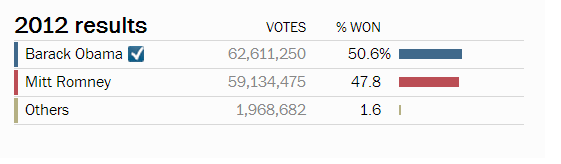 2012 results VOTES % WON
Barack Obama 62,611,250 50.6%
Mitt Romney 59,134,475 47.8
Others 1,968,682 1.6